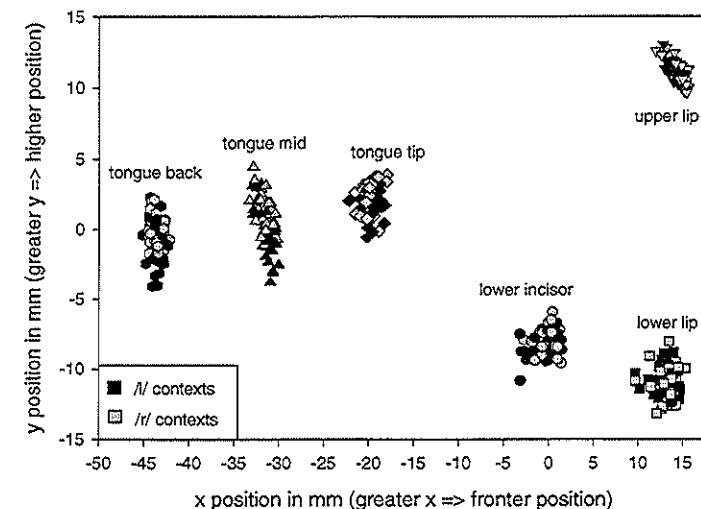 15
10
5
0
-5
-10
-15
y position in mm (greater y => higher position)
upper lip
tongue mid
tongue tip
tongue back
lower incisor
lower lip
/l/ contexts
/r/ contexts
-50 -45 -40 -35 -30 -25 -20 -15 -10 -5 0 5 10 15
x position in mm (greater x => fronter position)